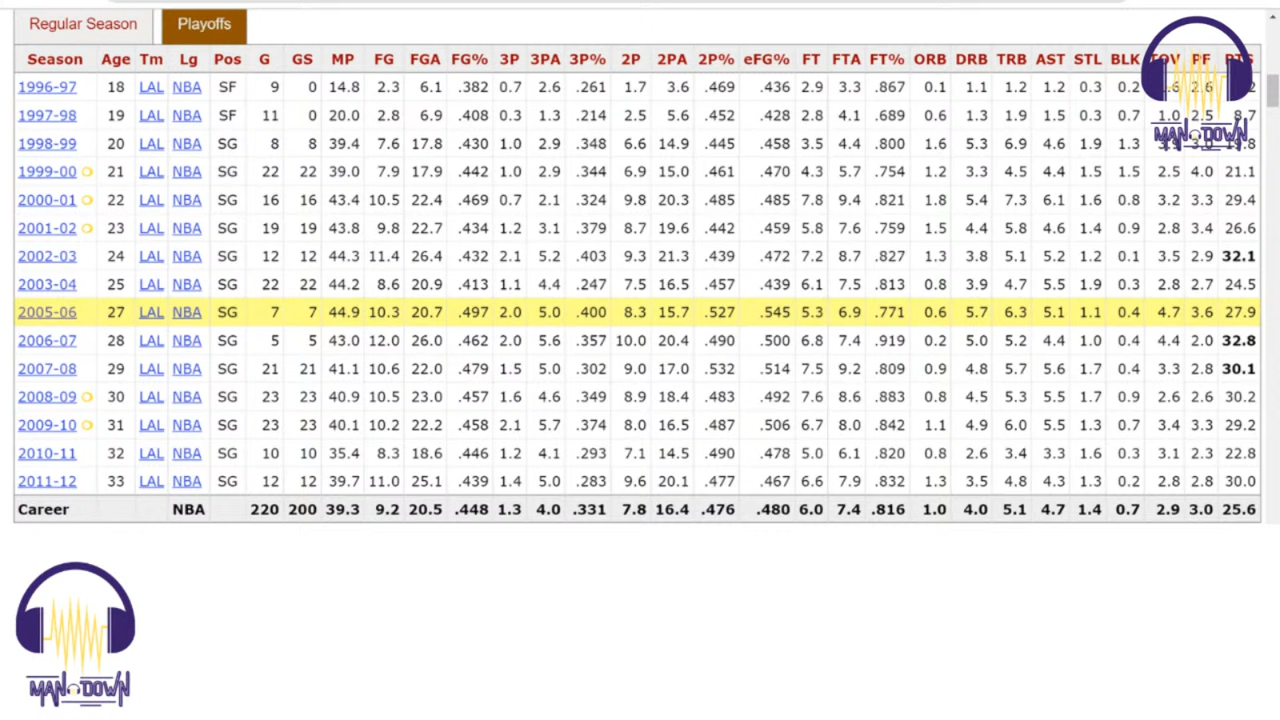 Regular Season Playoffs
Season Age Tm Lg Pos G GS MP FG FGA FG% 3P 3PA 3P% 2P 2PA 2P% eFG% FT FTA FT% ORB DRB TRB AST STL BLK TOV PF PTS
1996-97 18 LAL NBA SF 9 0 14.8 2.3 6.1 .382 0.7 2.6 .261 1.7 3.6 .469 .436 2.9 3.3 .867 0.1 1.1 1.2 1.2 0.3 0.2
1997-98 19 LAL NBA SF 11 0 20.0 2.8 6.9 .408 0.3 1.3 .214 2.5 5.6 .452 .428 2.8 4.1 .689 0.6 1.3 1.9 1.5 0.3 0.7 1.0 2.5 8.7
1998-99 20 LAL NBA SG 8 8 39.4 7.6 17.8 .430 1.0 2.9 .348 6.6 14.9 .445 .458 3.5 4.4 .800 1.6 5.3 6.9 4.6 1.9 1.3 3.0 19.8
1999-00 21 LAL NBA SG 22 22 39.0 7.9 17.9 .442 1.0 2.9 .344 6.9 15.0 .461 .470 4.3 5.7 .754 1.2 3.3 4.5 4.4 1.5 1.5 2.5 4.0 21.1
2000-01 22 LAL NBA SG 16 16 43.4 10.5 22.4 .469 0.7 2.1 .324 9.8 20.3 .485 .485 7.8 9.4 .821 1.8 5.4 7.3 6.1 1.6 0.8 3.2 3.3 29.4
2001-02 23 LAL NBA SG 19 19 43.8 9.8 22.7 .434 1.2 3.1 .379 8.7 19.6 .442 .459 5.8 7.6 .759 1.5 4.4 5.8 4.6 1.4 0.9 2.8 3.4 26.6
2002-03 24 LAL NBA SG 12 12 44.3 11.4 26.4 .432 2.1 5.2 .403 9.3 21.3 .439 .472 7.2 8.7 .827 1.3 3.8 5.1 5.2 1.2 0.1 3.5 2.9 32.1
2003-04 25 LAL NBA SG 22 22 44.2 8.6 20.9 .413 1.1 4.4 .247 7.5 16.5 .457 .439 6.1 7.5 .813 0.8 3.9 4.7 5.5 1.9 0.3 2.8 2.7 24.5
2005-06 27 LAL NBA SG 7 7 44.9 10.3 20.7 .497 2.0 5.0 .400 8.3 15.7 .527 .545 5.3 6.9 .771 0.6 5.7 6.3 5.1 1.1 0.4 4.7 3.6 27.9
2006-07 28 LAL NBA SG 5 5 43.0 12.0 26.0 .462 2.0 5.6 .357 10.0 20.4 .490 .500 6.8 7.4 .919 0.2 5.0 5.2 4.4 1.0 0.4 4.4 2.0 32.8
2007-08 29 LAL NBA SG 21 21 41.1 10.6 22.0 .479 1.5 5.0 .302 9.0 17.0 .532 .514 7.5 9.2 .809 0.9 4.8 5.7 5.6 1.7 0.4 3.3 2.8 30.1
2008-09 30 LAL NBA SG 23 23 40.9 10.5 23.0 .457 1.6 4.6 .349 8.9 18.4 .483 .492 7.6 8.6 .883 0.8 4.5 5.3 5.5 1.7 0.9 2.6 2.6 30.2
2009-10 31 LAL NBA SG 23 23 40.1 10.2 22.2 .458 2.1 5.7 .374 8.0 16.5 .487 .506 6.7 8.0 .842 1.1 4.9 6.0 5.5 1.3 0.7 3.4 3.3 29.2
2010-11 32 LAL NBA SG 10 10 35.4 8.3 18.6 .446 1.2 4.1 .293 7.1 14.5 .490 .478 5.0 6.1 .820 0.8 2.6 3.4 3.3 1.6 0.3 3.1 2.3 22.8
2011-12 33 LAL NBA SG 12 12 39.7 11.0 25.1 .439 1.4 5.0 .283 9.6 20.1 .477 .467 6.6 7.9 .832 1.3 3.5 4.8 4.3 1.3 0.2 2.8 2.8 30.0
Career NBA 220 200 39.3 9.2 20.5 .448 1.3 4.0 .331 7.8 16.4 .476 .480 6.0 7.4 .816 1.0 4.0 5.1 4.7 1.4 0.7 2.9 3.0 25.6
MAN DOWN
MAN DOWN